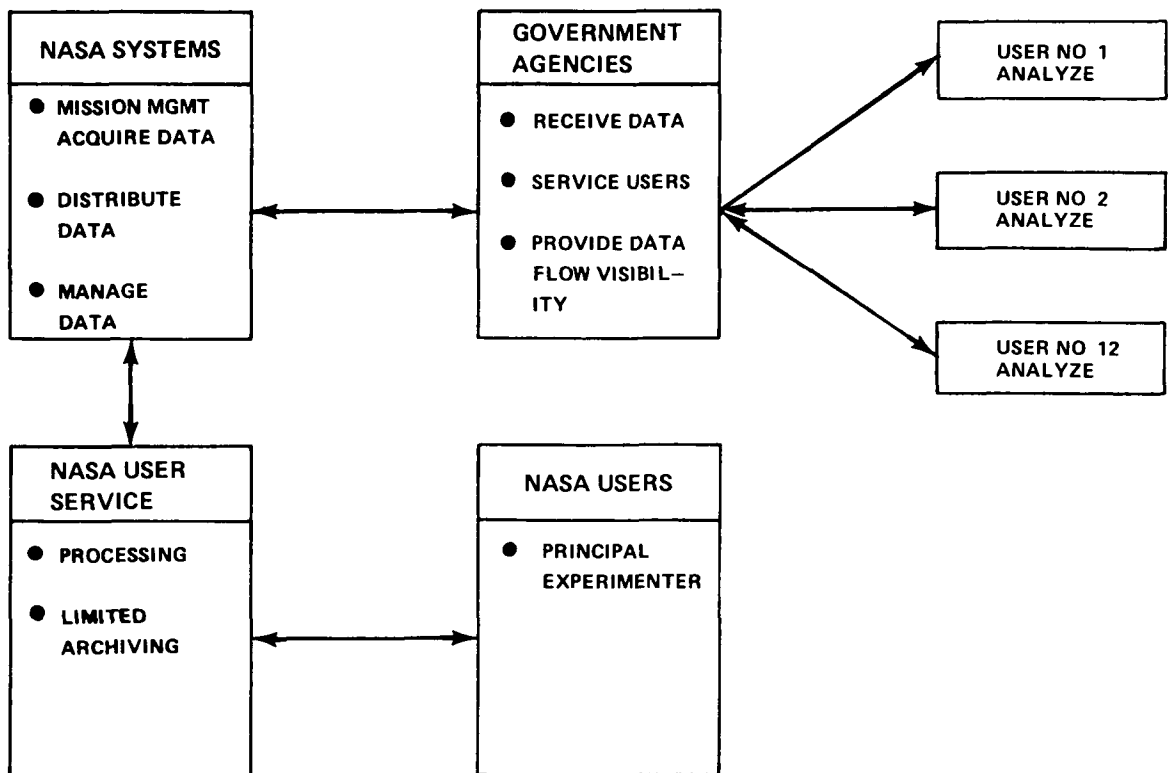 NASA SYSTEMS
● MISSION MGMT
ACQUIRE DATA
● DISTRIBUTE
DATA
● MANAGE
DATA
GOVERNMENT
AGENCIES
● RECEIVE DATA
● SERVICE USERS
● PROVIDE DATA
FLOW VISIBIL–
ITY
USER NO 1
ANALYZE
USER NO 2
ANALYZE
USER NO 12
ANALYZE
NASA USER
SERVICE
● PROCESSING
● LIMITED
ARCHIVING
NASA USERS
● PRINCIPAL
EXPERIMENTER